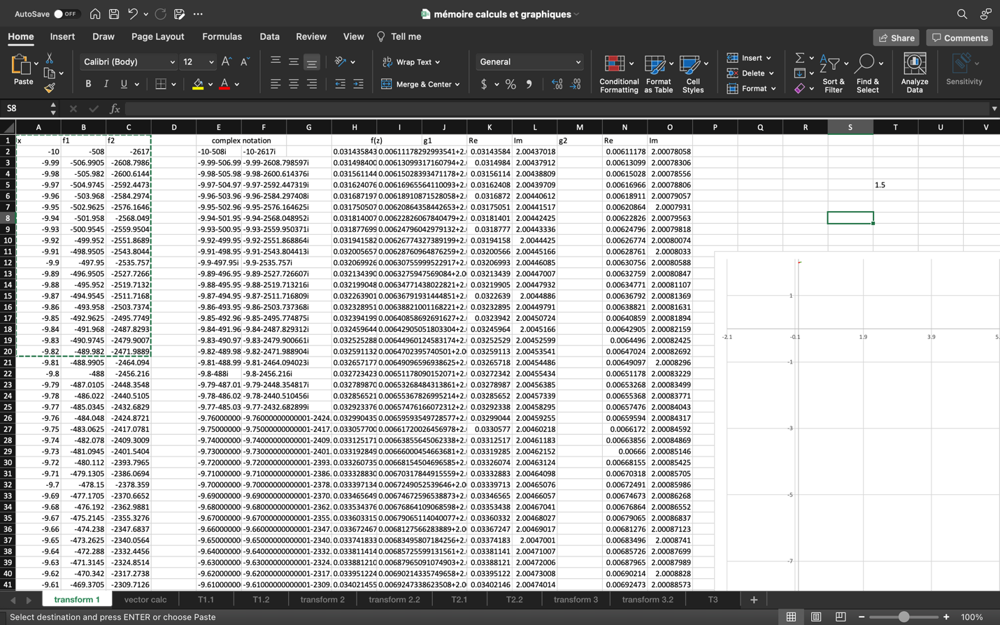 AutoSave OFF mémoire calculs et graphiques
Home Insert Draw Page Layout Formulas Data Review View Tell me Share Comments
Paste Calibri (Body) 12 Wrap Text General Insert
B I U Merge & Center $ % Conditional Formatting Format as Table Cell Styles Delete Format Sort & Filter Find & Select Analyze Data Sensitivity
S8 fx
A B C D E F G H I J K L M N O P Q R S T U V
1 x f1 f2 complex notation f(z) g1 Re Im g2 Re Im
2 -10 -508 -2617 -10-508i -10-2617i 0.031435843 0.00611178292993541+2. 0.03143584 2.00437018 0.00611178 2.00078058
3 -9.99 -506.9905 -2608.7986 -9.99-506.99 -9.99-2608.798597i 0.031498400 0.00613099317160794+2. 0.0314984 2.00437912 0.00613099 2.00078306
4 -9.98 -505.982 -2600.6144 -9.98-505.98 -9.98-2600.614376i 0.031561144 0.00615028393471178+2. 0.03156114 2.00438809 0.00615028 2.00078556
5 -9.97 -504.9745 -2592.4473 -9.97-504.97 -9.97-2592.447319i 0.031624076 0.00616965564110093+2. 0.03162408 2.00439709 0.00616966 2.00078806 1.5
6 -9.96 -503.968 -2584.2974 -9.96-503.96 -9.96-2584.297408i 0.031687197 0.00618910871528058+2. 0.0316872 2.00440612 0.00618911 2.00079057
7 -9.95 -502.9625 -2576.1646 -9.95-502.96 -9.95-2576.164625i 0.031750507 0.00620864358442653+2. 0.03175051 2.00441517 0.00620864 2.0007931
8 -9.94 -501.958 -2568.049 -9.94-501.95 -9.94-2568.048952i 0.031814007 0.00622826067840479+2. 0.03181401 2.00442425 0.00622826 2.00079563
9 -9.93 -500.9545 -2559.9504 -9.93-500.95 -9.93-2559.950371i 0.031877699 0.00624796042979132+2. 0.0318777 2.00443336 0.00624796 2.00079818
10 -9.92 -499.952 -2551.8689 -9.92-499.95 -9.92-2551.868864i 0.031941582 0.00626774327389199+2. 0.03194158 2.0044425 0.00626774 2.00080074
11 -9.91 -498.9505 -2543.8044 -9.91-498.95 -9.91-2543.804413i 0.032005657 0.00628760964876259+2. 0.03200566 2.00445166 0.00628761 2.0008033
12 -9.9 -497.95 -2535.757 -9.9-497.95i -9.9-2535.757i 0.032069926 0.00630755999522917+2. 0.03206993 2.00446085 0.00630756 2.00080588
13 -9.89 -496.9505 -2527.7266 -9.89-496.95 -9.89-2527.726607i 0.032134390 0.0063275947569084+2.0 0.03213439 2.00447007 0.00632759 2.00080847
14 -9.88 -495.952 -2519.7132 -9.88-495.95 -9.88-2519.713216i 0.032199048 0.00634771438022821+2. 0.03219905 2.00447932 0.00634771 2.00081107
15 -9.87 -494.9545 -2511.7168 -9.87-494.95 -9.87-2511.716809i 0.032263901 0.00636791931444851+2. 0.0322639 2.0044886 0.00636792 2.00081369
16 -9.86 -493.958 -2503.7374 -9.86-493.95 -9.86-2503.737368i 0.032328951 0.00638821001168221+2. 0.03232895 2.00449791 0.00638821 2.00081631
17 -9.85 -492.9625 -2495.7749 -9.85-492.96 -9.85-2495.774875i 0.032394199 0.00640858692691627+2. 0.0323942 2.00450724 0.00640859 2.00081894
18 -9.84 -491.968 -2487.8293 -9.84-491.96 -9.84-2487.829312i 0.032459644 0.00642905051803304+2. 0.03245964 2.0045166 0.00642905 2.00082159
19 -9.83 -490.9745 -2479.9007 -9.83-490.97 -9.83-2479.900661i 0.032525288 0.0064496012458317​4+2. 0.03252529 2.00452599 0.0064496 2.00082425
20 -9.82 -489.982 -2471.9889 -9.82-489.98 -9.82-2471.988904i 0.032591132 0.0064702395740501+2.0 0.03259113 2.00453541 0.00647024 2.00082692
21 -9.81 -488.9905 -2464.094 -9.81-488.99 -9.81-2464.094023i 0.032657177 0.00649096596938625+2. 0.03265718 2.00454486 0.00649097 2.0008296
22 -9.8 -488 -2456.216 -9.8-488i -9.8-2456.216i 0.032723423 0.00651178090152071+2. 0.03272342 2.00455434 0.00651178 2.00083229
23 -9.79 -487.0105 -2448.3548 -9.79-487.01 -9.79-2448.354817i 0.032789870 0.00653268484313861+2. 0.03278987 2.00456385 0.00653268 2.00083499
24 -9.78 -486.022 -2440.5105 -9.78-486.02 -9.78-2440.510456i 0.032856521 0.00655367826995214+2. 0.03285652 2.00457339 0.00655368 2.00083771
25 -9.77 -485.0345 -2432.6829 -9.77-485.03 -9.77-2432.682899i 0.032923376 0.00657476166072312+2. 0.03292338 2.00458295 0.00657476 2.00084043
26 -9.76 -484.048 -2424.8721 -9.76000000 -9.76000000000001-2424. 0.032990435 0.00659593549728577+2. 0.03299044 2.00459255 0.00659594 2.00084317
27 -9.75 -483.0625 -2417.0781 -9.75000000 -9.75000000000001-2417. 0.033057700 0.00661720026456978+2. 0.0330577 2.00460218 0.0066172 2.00084592
28 -9.74 -482.078 -2409.3009 -9.74000000 -9.74000000000001-2409. 0.033125171 0.00663855645062338+2. 0.03312517 2.00461183 0.00663856 2.00084869
29 -9.73 -481.0945 -2401.5404 -9.73000000 -9.73000000000001-2401. 0.033192849 0.00666000454663681+2. 0.03319285 2.00462152 0.00666 2.00085146
30 -9.72 -480.112 -2393.7965 -9.72000000 -9.72000000000001-2393. 0.033260735 0.00668154504696585+2. 0.03326074 2.00463124 0.00668155 2.00085425
31 -9.71 -479.1305 -2386.0694 -9.71000000 -9.71000000000001-2386. 0.033328830 0.00670317844915559+2. 0.03332883 2.00464098 0.00670318 2.00085705
32 -9.7 -478.15 -2378.359 -9.70000000 -9.70000000000001-2378. 0.033397134 0.0067249052539646+2.0 0.03339713 2.00465076 0.00672491 2.00085986
33 -9.69 -477.1705 -2370.6652 -9.69000000 -9.69000000000001-2370. 0.033465649 0.00674672596538873+2. 0.03346565 2.00466057 0.00674673 2.00086268
34 -9.68 -476.192 -2362.9881 -9.68000000 -9.68000000000001-2362. 0.033534376 0.00676864109068598+2. 0.03353438 2.00467041 0.00676864 2.00086552
35 -9.67 -475.2145 -2355.3276 -9.67000000 -9.67000000000001-2355. 0.033603315 0.00679065114040077+2. 0.03360332 2.00468027 0.00679065 2.00086837
36 -9.66 -474.238 -2347.6837 -9.66000000 -9.66000000000001-2347. 0.033672467 0.0068127566283889+2.0 0.03367247 2.00469017 0.00681276 2.00087123
37 -9.65 -473.2625 -2340.0564 -9.65000000 -9.65000000000001-2340. 0.033741833 0.00683495807184256+2. 0.03374183 2.0047001 0.00683496 2.0008741
38 -9.64 -472.288 -2332.4456 -9.64000000 -9.64000000000001-2332. 0.033811414 0.00685725599131561+2. 0.03381141 2.00471007 0.00685726 2.00087699
39 -9.63 -471.3145 -2324.8514 -9.63000000 -9.63000000000001-2324. 0.033881210 0.00687965091074903+2. 0.03388121 2.00472006 0.00687965 2.00087989
40 -9.62 -470.342 -2317.2738 -9.62000000 -9.62000000000001-2317. 0.033951224 0.00690214335749658+2. 0.03395122 2.00473008 0.00690214 2.0008828
41 -9.61 -469.3705 -2309.7126 -9.61000000 -9.61000000000001-2309. 0.034021455 0.0069247338623508+2.0 0.03402146 2.00474014 0.00692473 2.00088573
1
-2.1 -0.1 1.9 3.9 5.
-1
-3
-5
-7
transform 1 vector calc T1.1 T1.2 transform 2 transform 2.2 T2.1 T2.2 transform 3 transform 3.2 T3 +
Select destination and press ENTER or choose Paste 100%